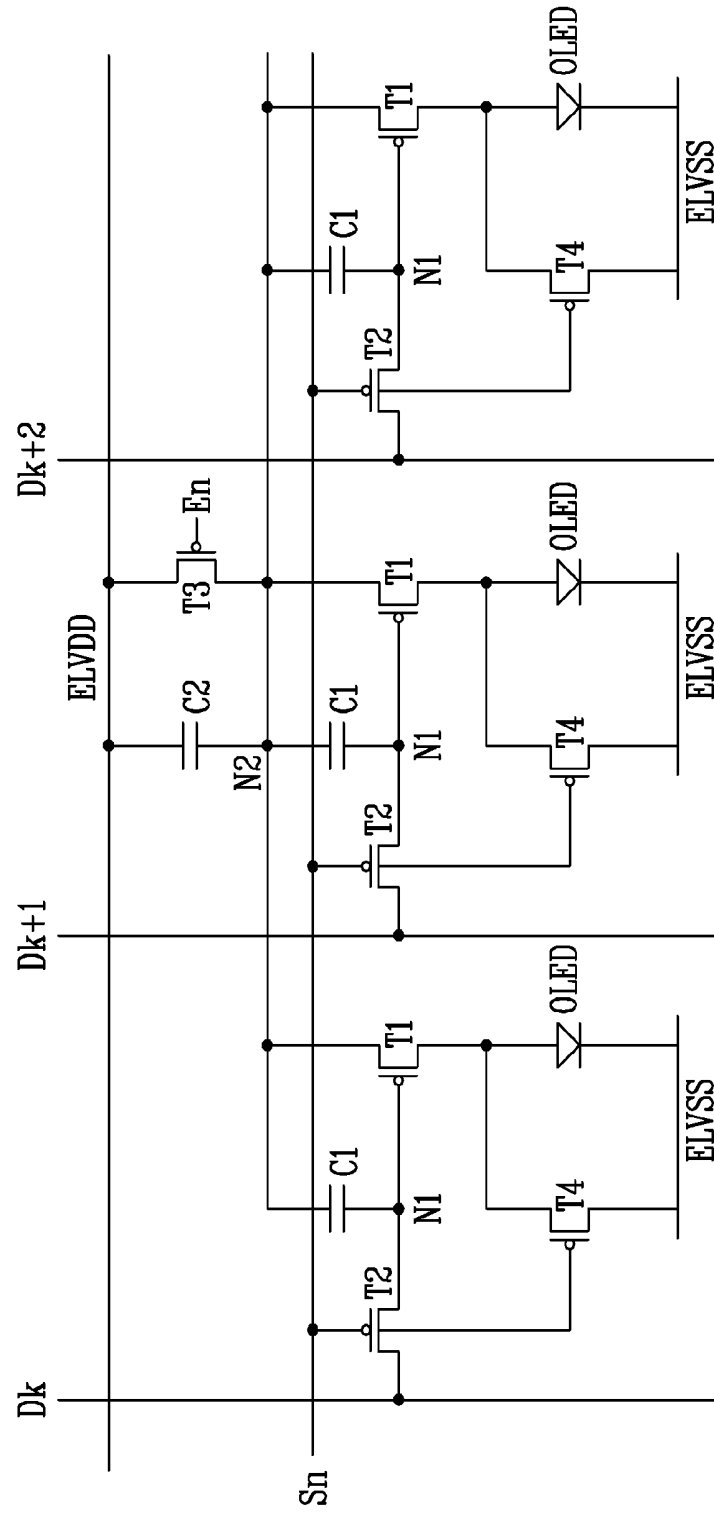 Dk
Dk+1
Dk+2
ELVDD
C2
T3
En
N2
Sn
T2
C1
N1
T1
T4
OLED
ELVSS
T2
C1
N1
T1
T4
OLED
ELVSS
T2
C1
N1
T1
T4
OLED
ELVSS